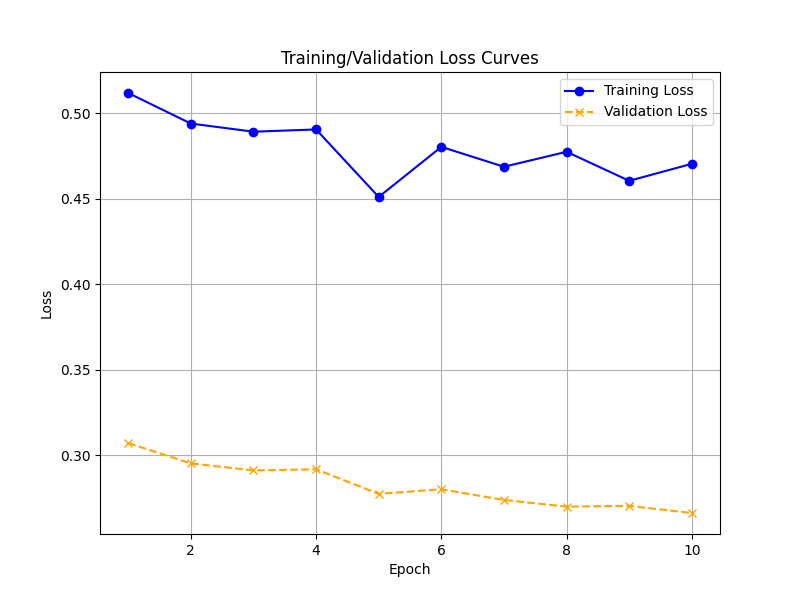 Training/Validation Loss Curves
Training Loss
Validation Loss
0.50
0.45
0.40
0.35
0.30
Loss
2 4 6 8 10
Epoch